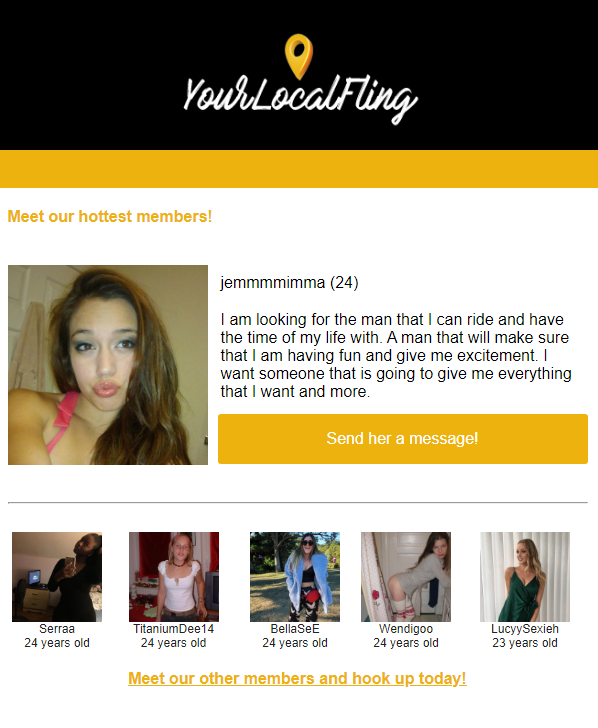 YourLocalFling
Meet our hottest members!
jemmmmimma (24)
I am looking for the man that I can ride and have
the time of my life with. A man that will make sure
that I am having fun and give me excitement. I
want someone that is going to give me everything
that I want and more.
Send her a message!
Serraa
24 years old
TitaniumDee14
24 years old
BellaSeE
24 years old
Wendigoo
24 years old
LucyySexieh
23 years old
Meet our other members and hook up today!